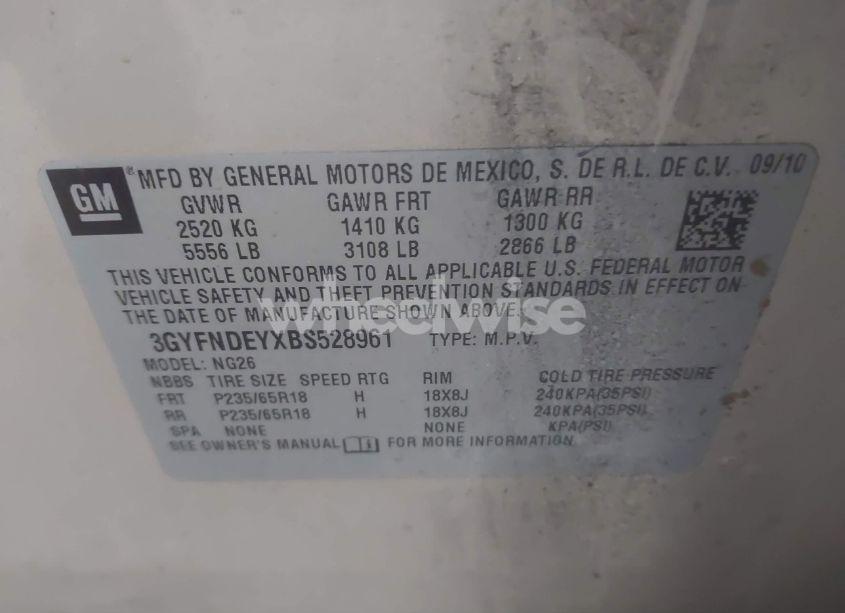 GM ® MFD BY GENERAL MOTORS DE MEXICO, S. DE R.L. DE C.V. 09/10
GVWR GAWR FRT GAWR RR
2520 KG 1410 KG 1300 KG
5556 LB 3108 LB 2866 LB
THIS VEHICLE CONFORMS TO ALL APPLICABLE U.S. FEDERAL MOTOR
VEHICLE SAFETY AND THEFT PREVENTION STANDARDS IN EFFECT ON
THE DATE OF MANUFACTURE SHOWN ABOVE.
wheelwise
3GYFNDEYXBS528961 TYPE: M.P.V.
MODEL: NG26
NBBS TIRE SIZE SPEED RTG RIM COLD TIRE PRESSURE
FRT P235/65R18 H 18X8J 240KPA(35PSI)
RR P235/65R18 H 18X8J 240KPA(35PSI)
SPA NONE NONE KPA(PSI)
SEE OWNER'S MANUAL FOR MORE INFORMATION